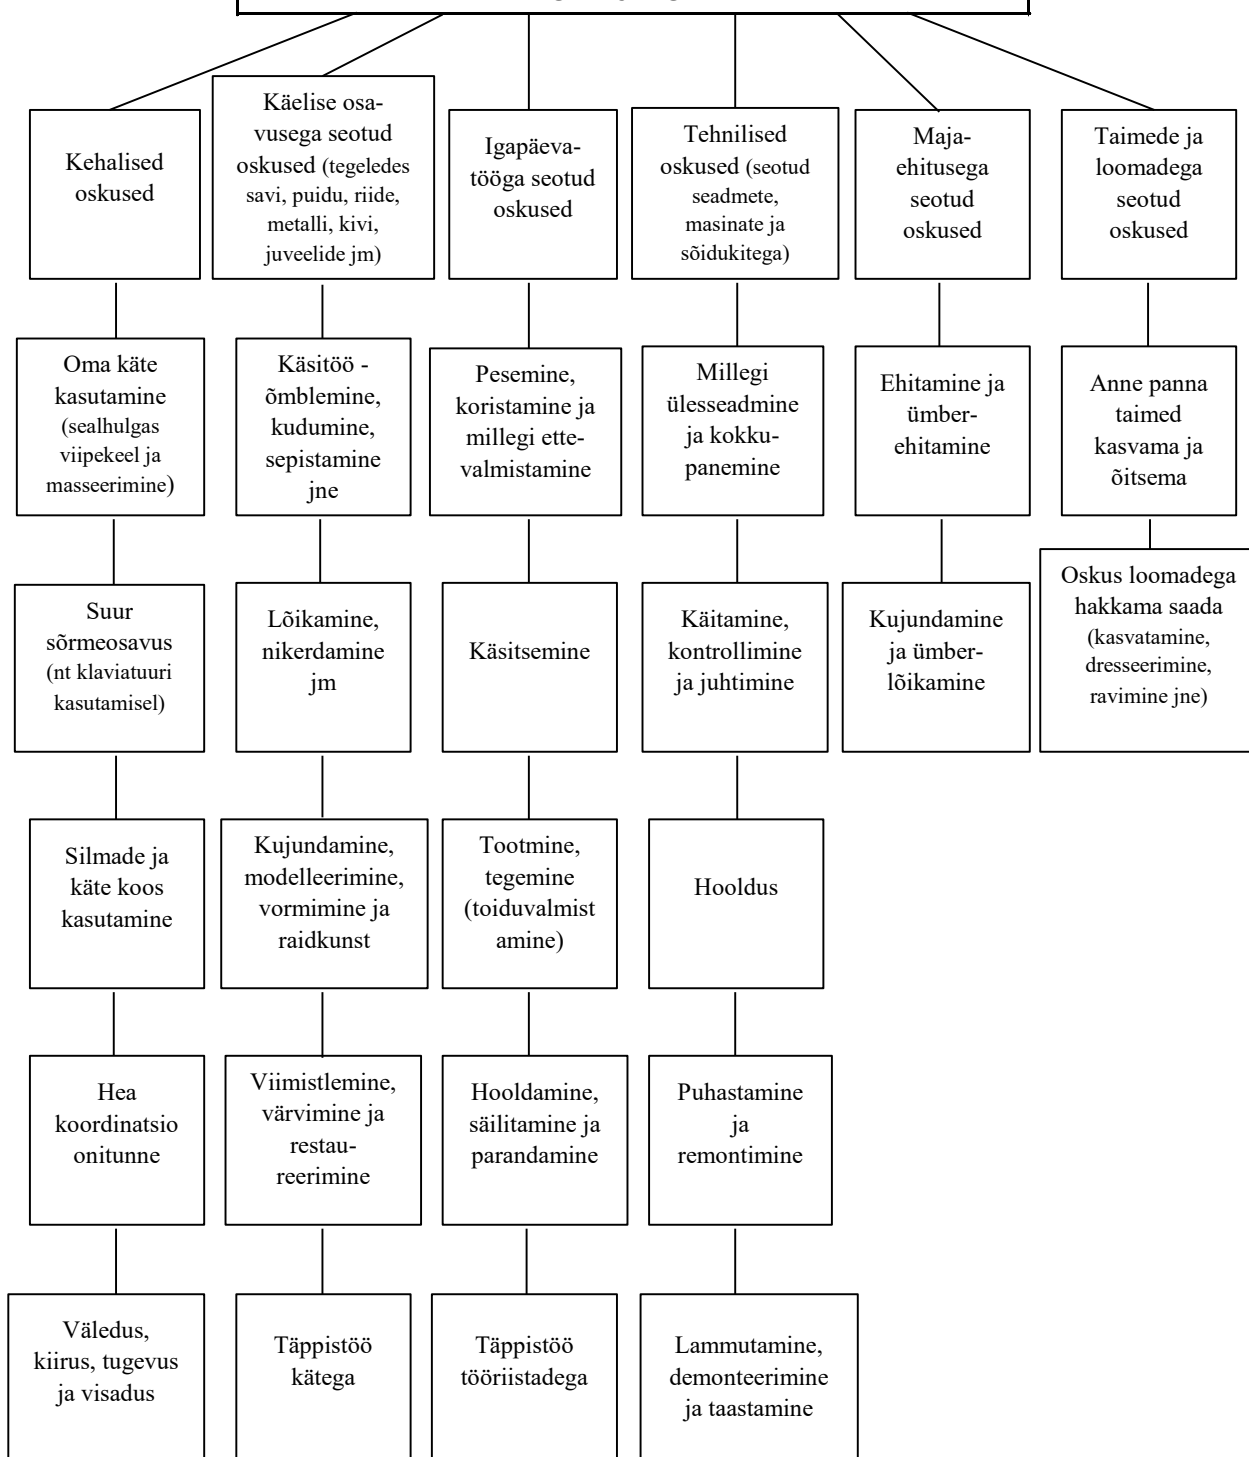 Kehalised
oskused
Käelise osa-
vusega seotud
oskused (tegeledes
savi, puidu, riide,
metalli, kivi,
juveelide jm)
Igapäeva-
tööga seotud
oskused
Tehnilised
oskused (seotud
seadmete,
masinate ja
sõidukitega)
Maja-
ehitusega
seotud
oskused
Taimede ja
loomadega
seotud
oskused
Oma käte
kasutamine
(sealhulgas
viipekeel ja
masseerimine)
Käsitöö -
õmblemine,
kudumine,
sepistamine
jne
Pesemine,
koristamine ja
millegi ette-
valmistamine
Millegi
ülesseadmine
ja kokku-
panemine
Ehitamine ja
ümber-
ehitamine
Anne panna
taimed
kasvama ja
õitsema
Suur
sõrmeosavus
(nt klaviatuuri
kasutamisel)
Lõikamine,
nikerdamine
jm
Käsitsemine
Käitamine,
kontrollimine
ja juhtimine
Kujundamine
ja ümber-
lõikamine
Oskus loomadega
hakkama saada
(kasvatamine,
dresseerimine,
ravimine jne)
Silmade ja
käte koos
kasutamine
Kujundamine,
modelleerimine,
vormimine ja
raidkunst
Tootmine,
tegemine
(toiduvalmist
amine)
Hooldus
Hea
koordinatsio
onitunne
Viimistlemine,
värvimine ja
restau-
reerimine
Hooldamine,
säilitamine ja
parandamine
Puhastamine
ja
remontimine
Väledus,
kiirus, tugevus
ja visadus
Täppistöö
kätega
Täppistöö
tööriistadega
Lammutamine,
demonteerimine
ja taastamine